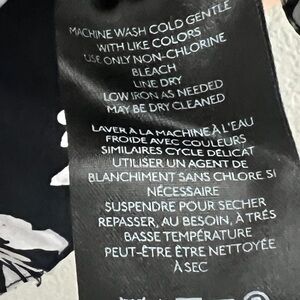 MACHINE WASH COLD GENTLE
WITH LIKE COLORS
USE ONLY NON-CHLORINE
BLEACH
LINE DRY
LOW IRON AS NEEDED
MAY BE DRY CLEANED
LAVER À LA MACHINE À L'EAU
FROIDE AVEC COULEURS
SIMILAIRES CYCLE DÉLICAT
UTILISER UN AGENT DE
BLANCHIMENT SANS CHLORE SI
NÉCESSAIRE
SUSPENDRE POUR SÉCHER
REPASSER, AU BESOIN, À TRÈS
BASSE TEMPÉRATURE
PEUT-ÊTRE ÊTRE NETTOYÉE
À SEC